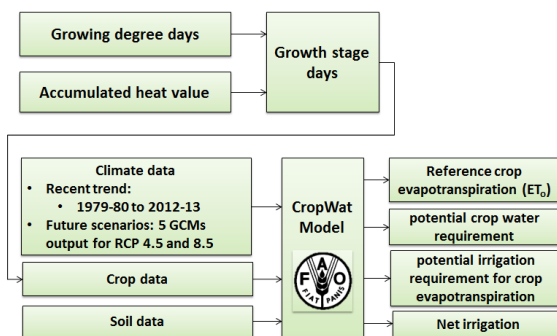 Growing degree days
Growth stage
days
Accumulated heat value
Climate data
• Recent trend:
• 1979-80 to 2012-13
• Future scenarios: 5 GCMs
output for RCP 4.5 and 8.5
Crop data
Soil data
CropWat
Model
F A O
FIAT PANIS
Reference crop
evapotranspiration (ETo)
potential crop water
requirement
potential irrigation
requirement for crop
evapotranspiration
Net irrigation